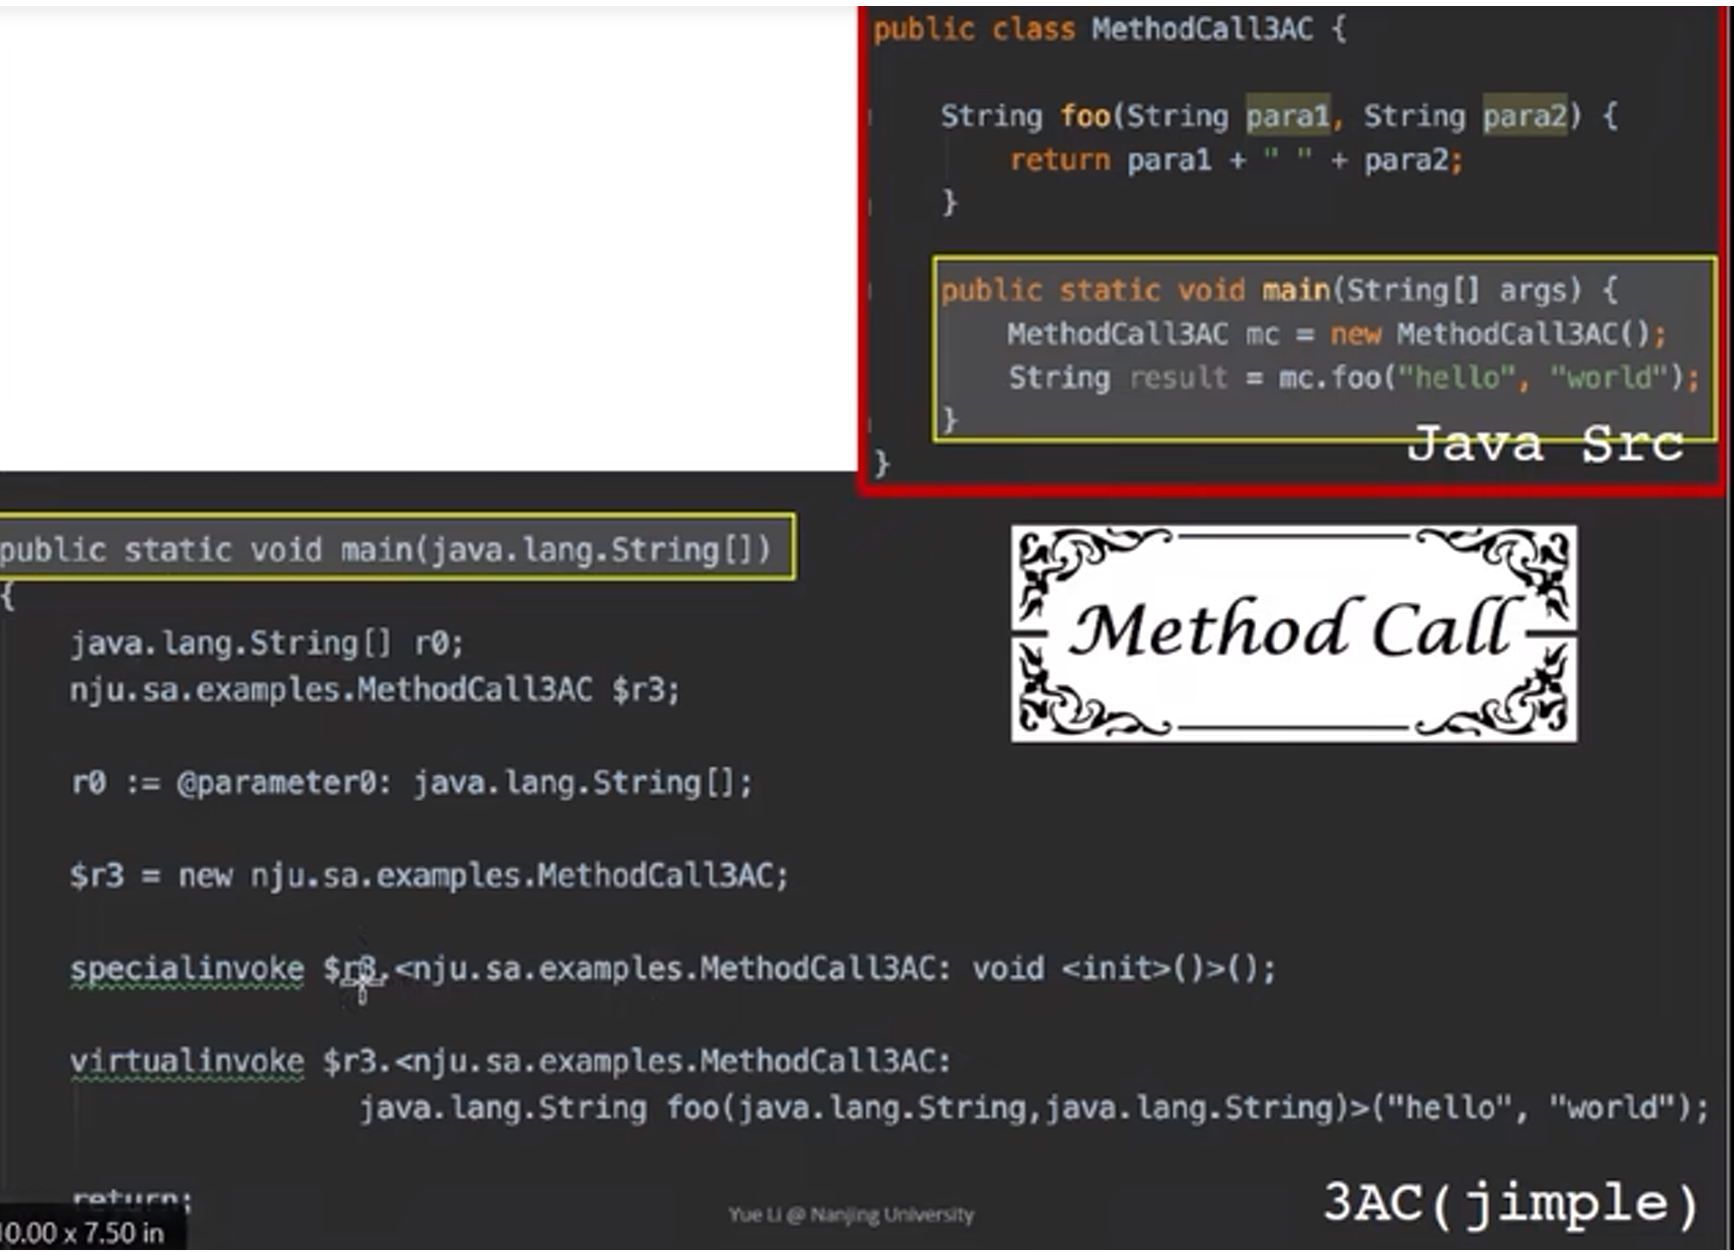 public class MethodCall3AC {
String foo(String para1, String para2) {
return para1 + " " + para2;
}
public static void main(String[] args) {
MethodCall3AC mc = new MethodCall3AC();
String result = mc.foo("hello", "world");
}
}
Java Src
public static void main(java.lang.String[])
{
java.lang.String[] r0;
nju.sa.examples.MethodCall3AC $r3;
r0 := @parameter0: java.lang.String[];
$r3 = new nju.sa.examples.MethodCall3AC;
specialinvoke $r3.<nju.sa.examples.MethodCall3AC: void <init>()>();
virtualinvoke $r3.<nju.sa.examples.MethodCall3AC:
java.lang.String foo(java.lang.String,java.lang.String)>("hello", "world");
return;
Method Call
3AC(jimple)
Yue Li @ Nanjing University
10.00 x 7.50 in